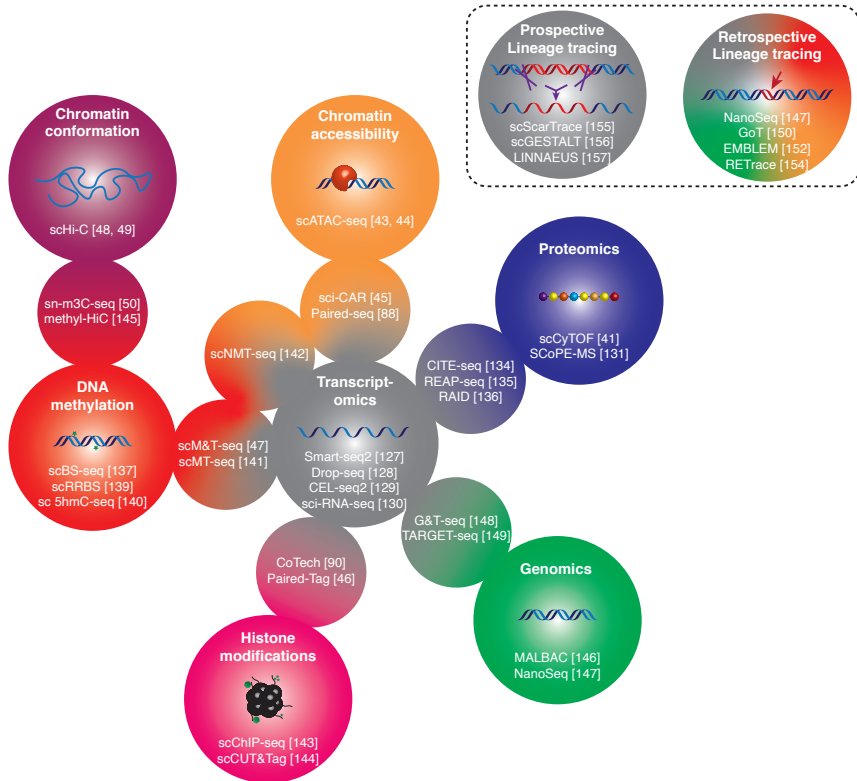 Prospective
Lineage tracing
scScarTrace [155]
scGESTALT [156]
LINNAEUS [157]
Retrospective
Lineage tracing
NanoSeq [147]
GoT [150]
EMBLEM [152]
RETrace [154]
Chromatin
conformation
scHi-C [48, 49]
Chromatin
accessibility
scATAC-seq [43, 44]
Proteomics
scCyTOF [41]
SCoPE-MS [131]
sn-m3C-seq [50]
methyl-HiC [145]
sci-CAR [45]
Paired-seq [88]
scNMT-seq [142]
CITE-seq [134]
REAP-seq [135]
RAID [136]
DNA
methylation
scBS-seq [137]
scRRBS [139]
sc 5hmC-seq [140]
scM&T-seq [47]
scMT-seq [141]
Transcript-
omics
Smart-seq2 [127]
Drop-seq [128]
CEL-seq2 [129]
sci-RNA-seq [130]
G&T-seq [148]
TARGET-seq [149]
CoTech [90]
Paired-Tag [46]
Genomics
MALBAC [146]
NanoSeq [147]
Histone
modifications
scChIP-seq [143]
scCUT&Tag [144]